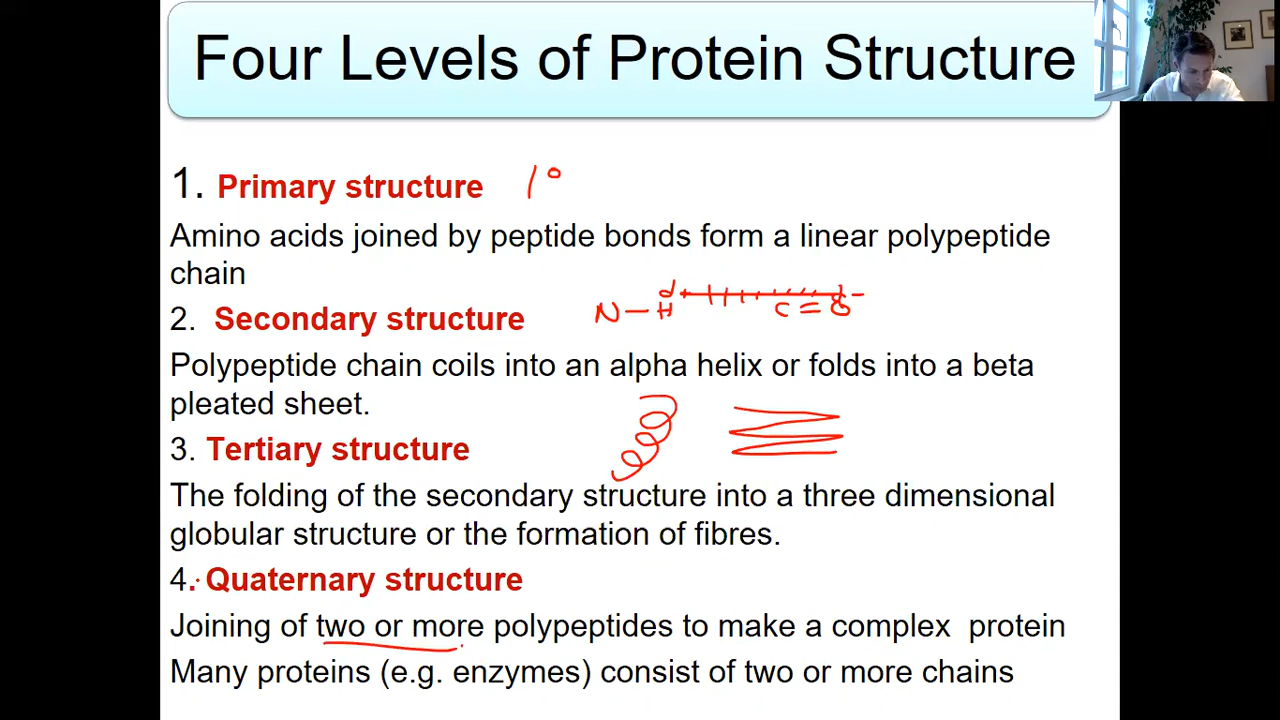 Four Levels of Protein Structure
1. Primary structure 1°
Amino acids joined by peptide bonds form a linear polypeptide
chain
N-H C=O
2. Secondary structure
Polypeptide chain coils into an alpha helix or folds into a beta
pleated sheet.
3. Tertiary structure
The folding of the secondary structure into a three dimensional
globular structure or the formation of fibres.
4. Quaternary structure
Joining of two or more polypeptides to make a complex protein
Many proteins (e.g. enzymes) consist of two or more chains